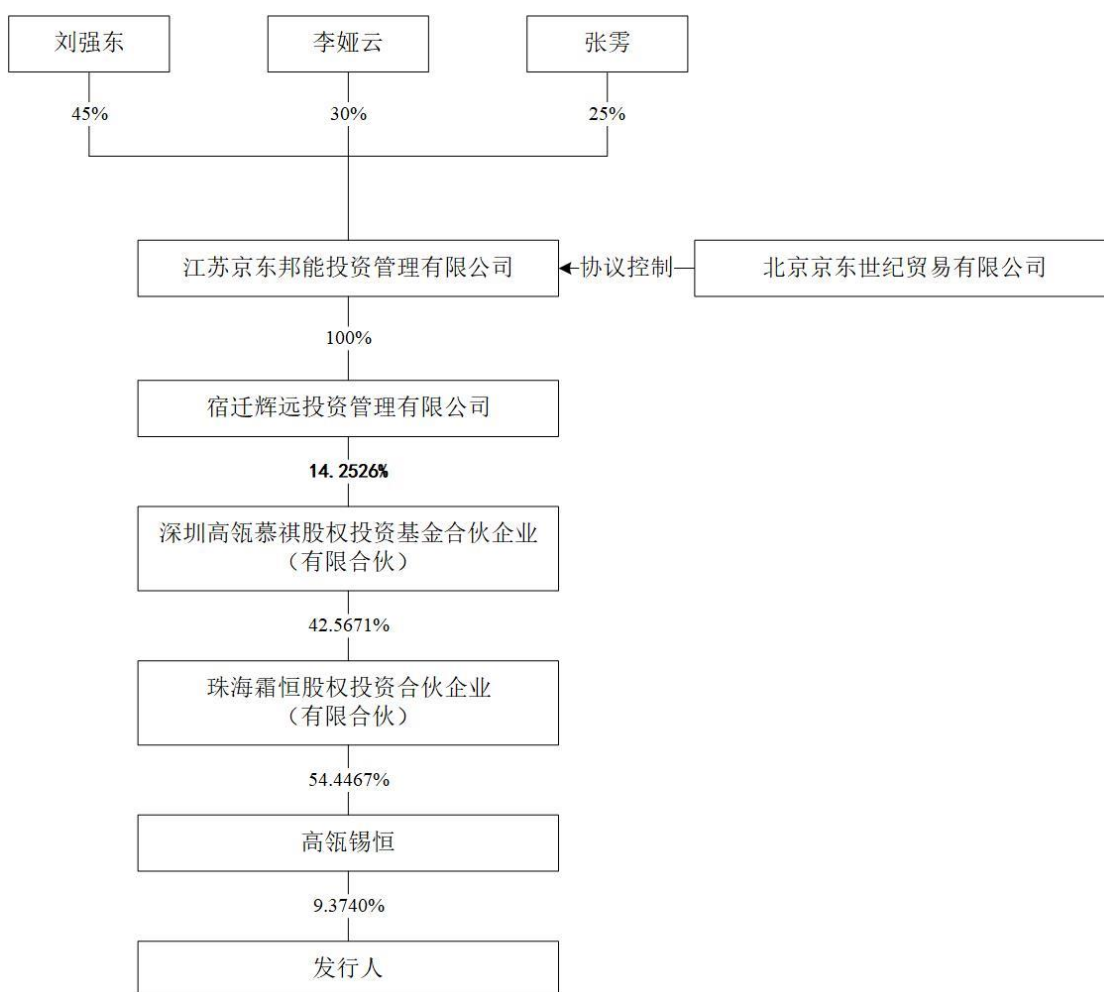 刘强东
李娅云
张雱
45%
30%
25%
江苏京东邦能投资管理有限公司
协议控制
北京京东世纪贸易有限公司
100%
宿迁辉远投资管理有限公司
14.2526%
深圳高瓴慕祺股权投资基金合伙企业
（有限合伙）
42.5671%
珠海霜恒股权投资合伙企业
（有限合伙）
54.4467%
高瓴锡恒
9.3740%
发行人